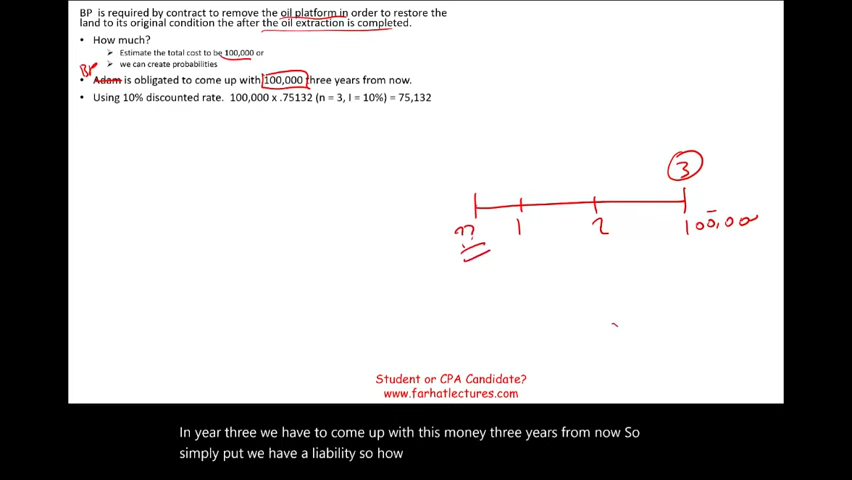 BP is required by contract to remove the oil platform in order to restore the
land to its original condition the after the oil extraction is completed.
• How much?
➢ Estimate the total cost to be 100,000 or
➢ we can create probabilities
BP
• Adam is obligated to come up with 100,000 three years from now.
• Using 10% discounted rate. 100,000 x .75132 (n = 3, I = 10%) = 75,132
3
?? 1 2 100,000
Student or CPA Candidate?
www.farhatlectures.com
In year three we have to come up with this money three years from now So
simply put we have a liability so how